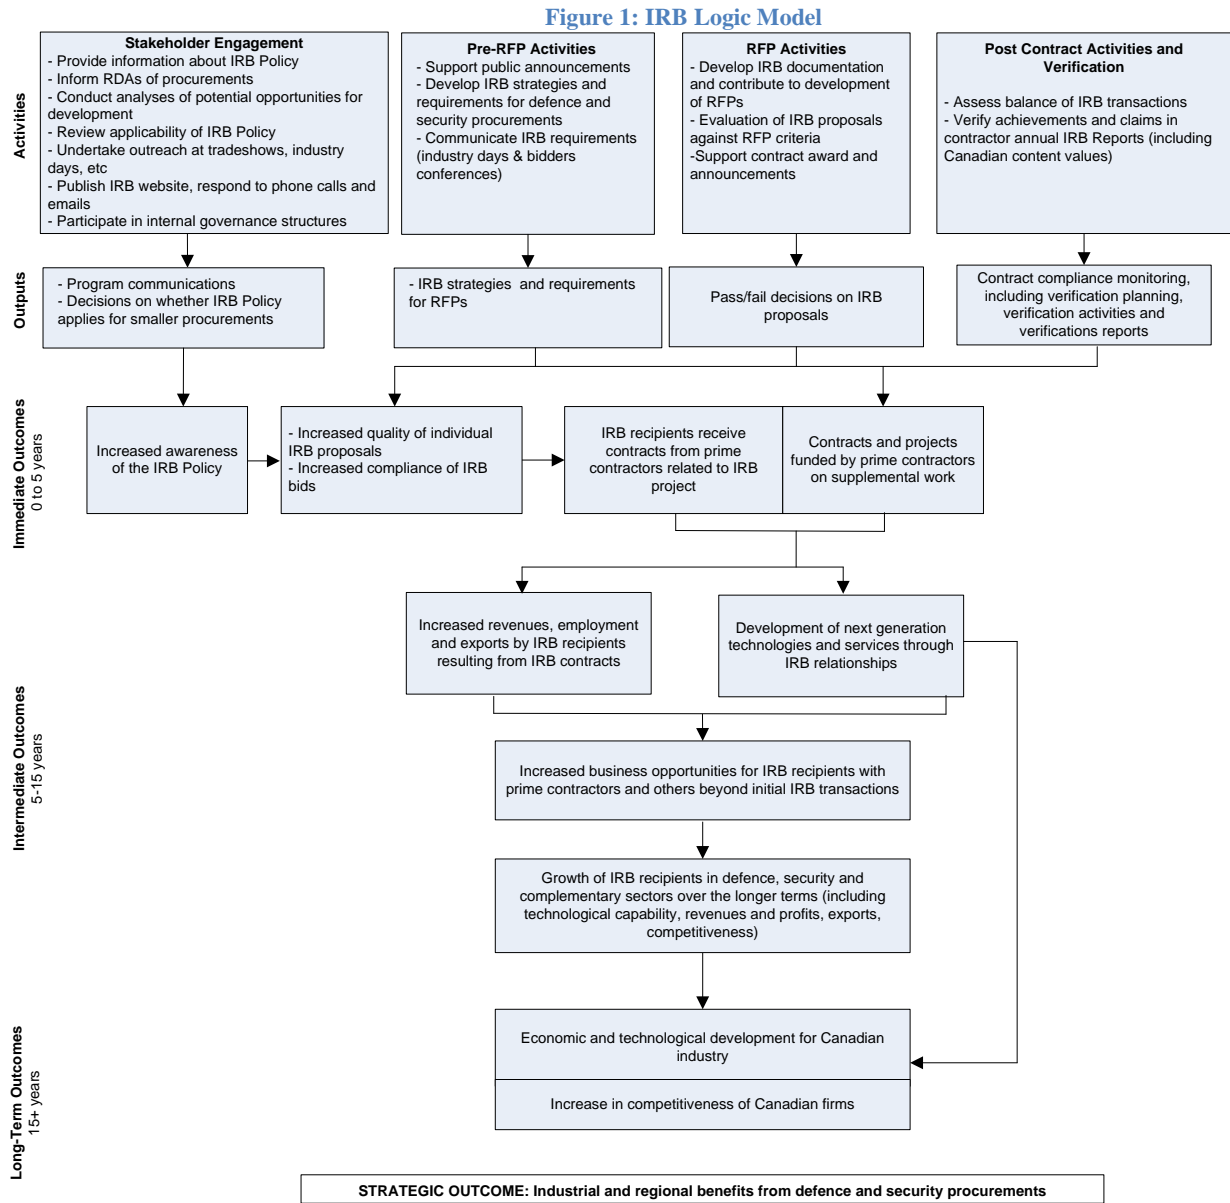 Figure 1: IRB Logic Model
Activities
Stakeholder Engagement
- Provide information about IRB Policy
- Inform RDAs of procurements
- Conduct analyses of potential opportunities for
development
- Review applicability of IRB Policy
- Undertake outreach at tradeshows, industry
days, etc
- Publish IRB website, respond to phone calls and
emails
- Participate in internal governance structures
Pre-RFP Activities
- Support public announcements
- Develop IRB strategies and
requirements for defence and
security procurements
- Communicate IRB requirements
(industry days & bidders
conferences)
RFP Activities
- Develop IRB documentation
and contribute to development
of RFPs
- Evaluation of IRB proposals
against RFP criteria
-Support contract award and
announcements
Post Contract Activities and
Verification
- Assess balance of IRB transactions
- Verify achievements and claims in
contractor annual IRB Reports (including
Canadian content values)
Outputs
- Program communications
- Decisions on whether IRB Policy
applies for smaller procurements
- IRB strategies and requirements
for RFPs
Pass/fail decisions on IRB
proposals
Contract compliance monitoring,
including verification planning,
verification activities and
verifications reports
Immediate Outcomes
0 to 5 years
Increased awareness
of the IRB Policy
- Increased quality of individual
IRB proposals
- Increased compliance of IRB
bids
IRB recipients receive
contracts from prime
contractors related to IRB
project
Contracts and projects
funded by prime contractors
on supplemental work
Intermediate Outcomes
5-15 years
Increased revenues, employment
and exports by IRB recipients
resulting from IRB contracts
Development of next generation
technologies and services through
IRB relationships
Increased business opportunities for IRB recipients with
prime contractors and others beyond initial IRB transactions
Growth of IRB recipients in defence, security and
complementary sectors over the longer terms (including
technological capability, revenues and profits, exports,
competitiveness)
Long-Term Outcomes
15+ years
Economic and technological development for Canadian
industry
Increase in competitiveness of Canadian firms
STRATEGIC OUTCOME: Industrial and regional benefits from defence and security procurements